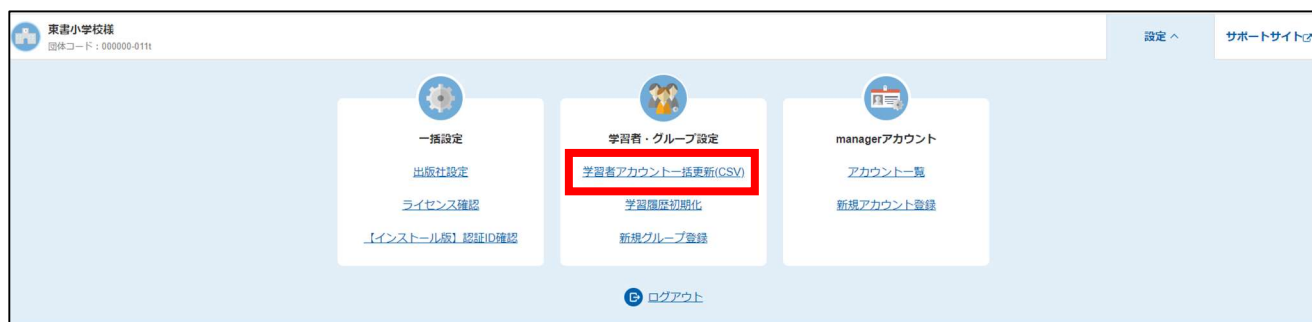 東書小学校様
団体コード：000000-011t
設定
サポートサイト
一括設定
出版社設定
ライセンス確認
【インストール版】認証ID確認
学習者・グループ設定
学習者アカウント一括更新(CSV)
学習履歴初期化
新規グループ登録
managerアカウント
アカウント一覧
新規アカウント登録
ログアウト